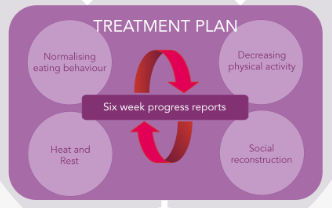 TREATMENT PLAN
Normalising
eating behaviour
Decreasing
physical activity
Six week progress reports
Heat and
Rest
Social
reconstruction